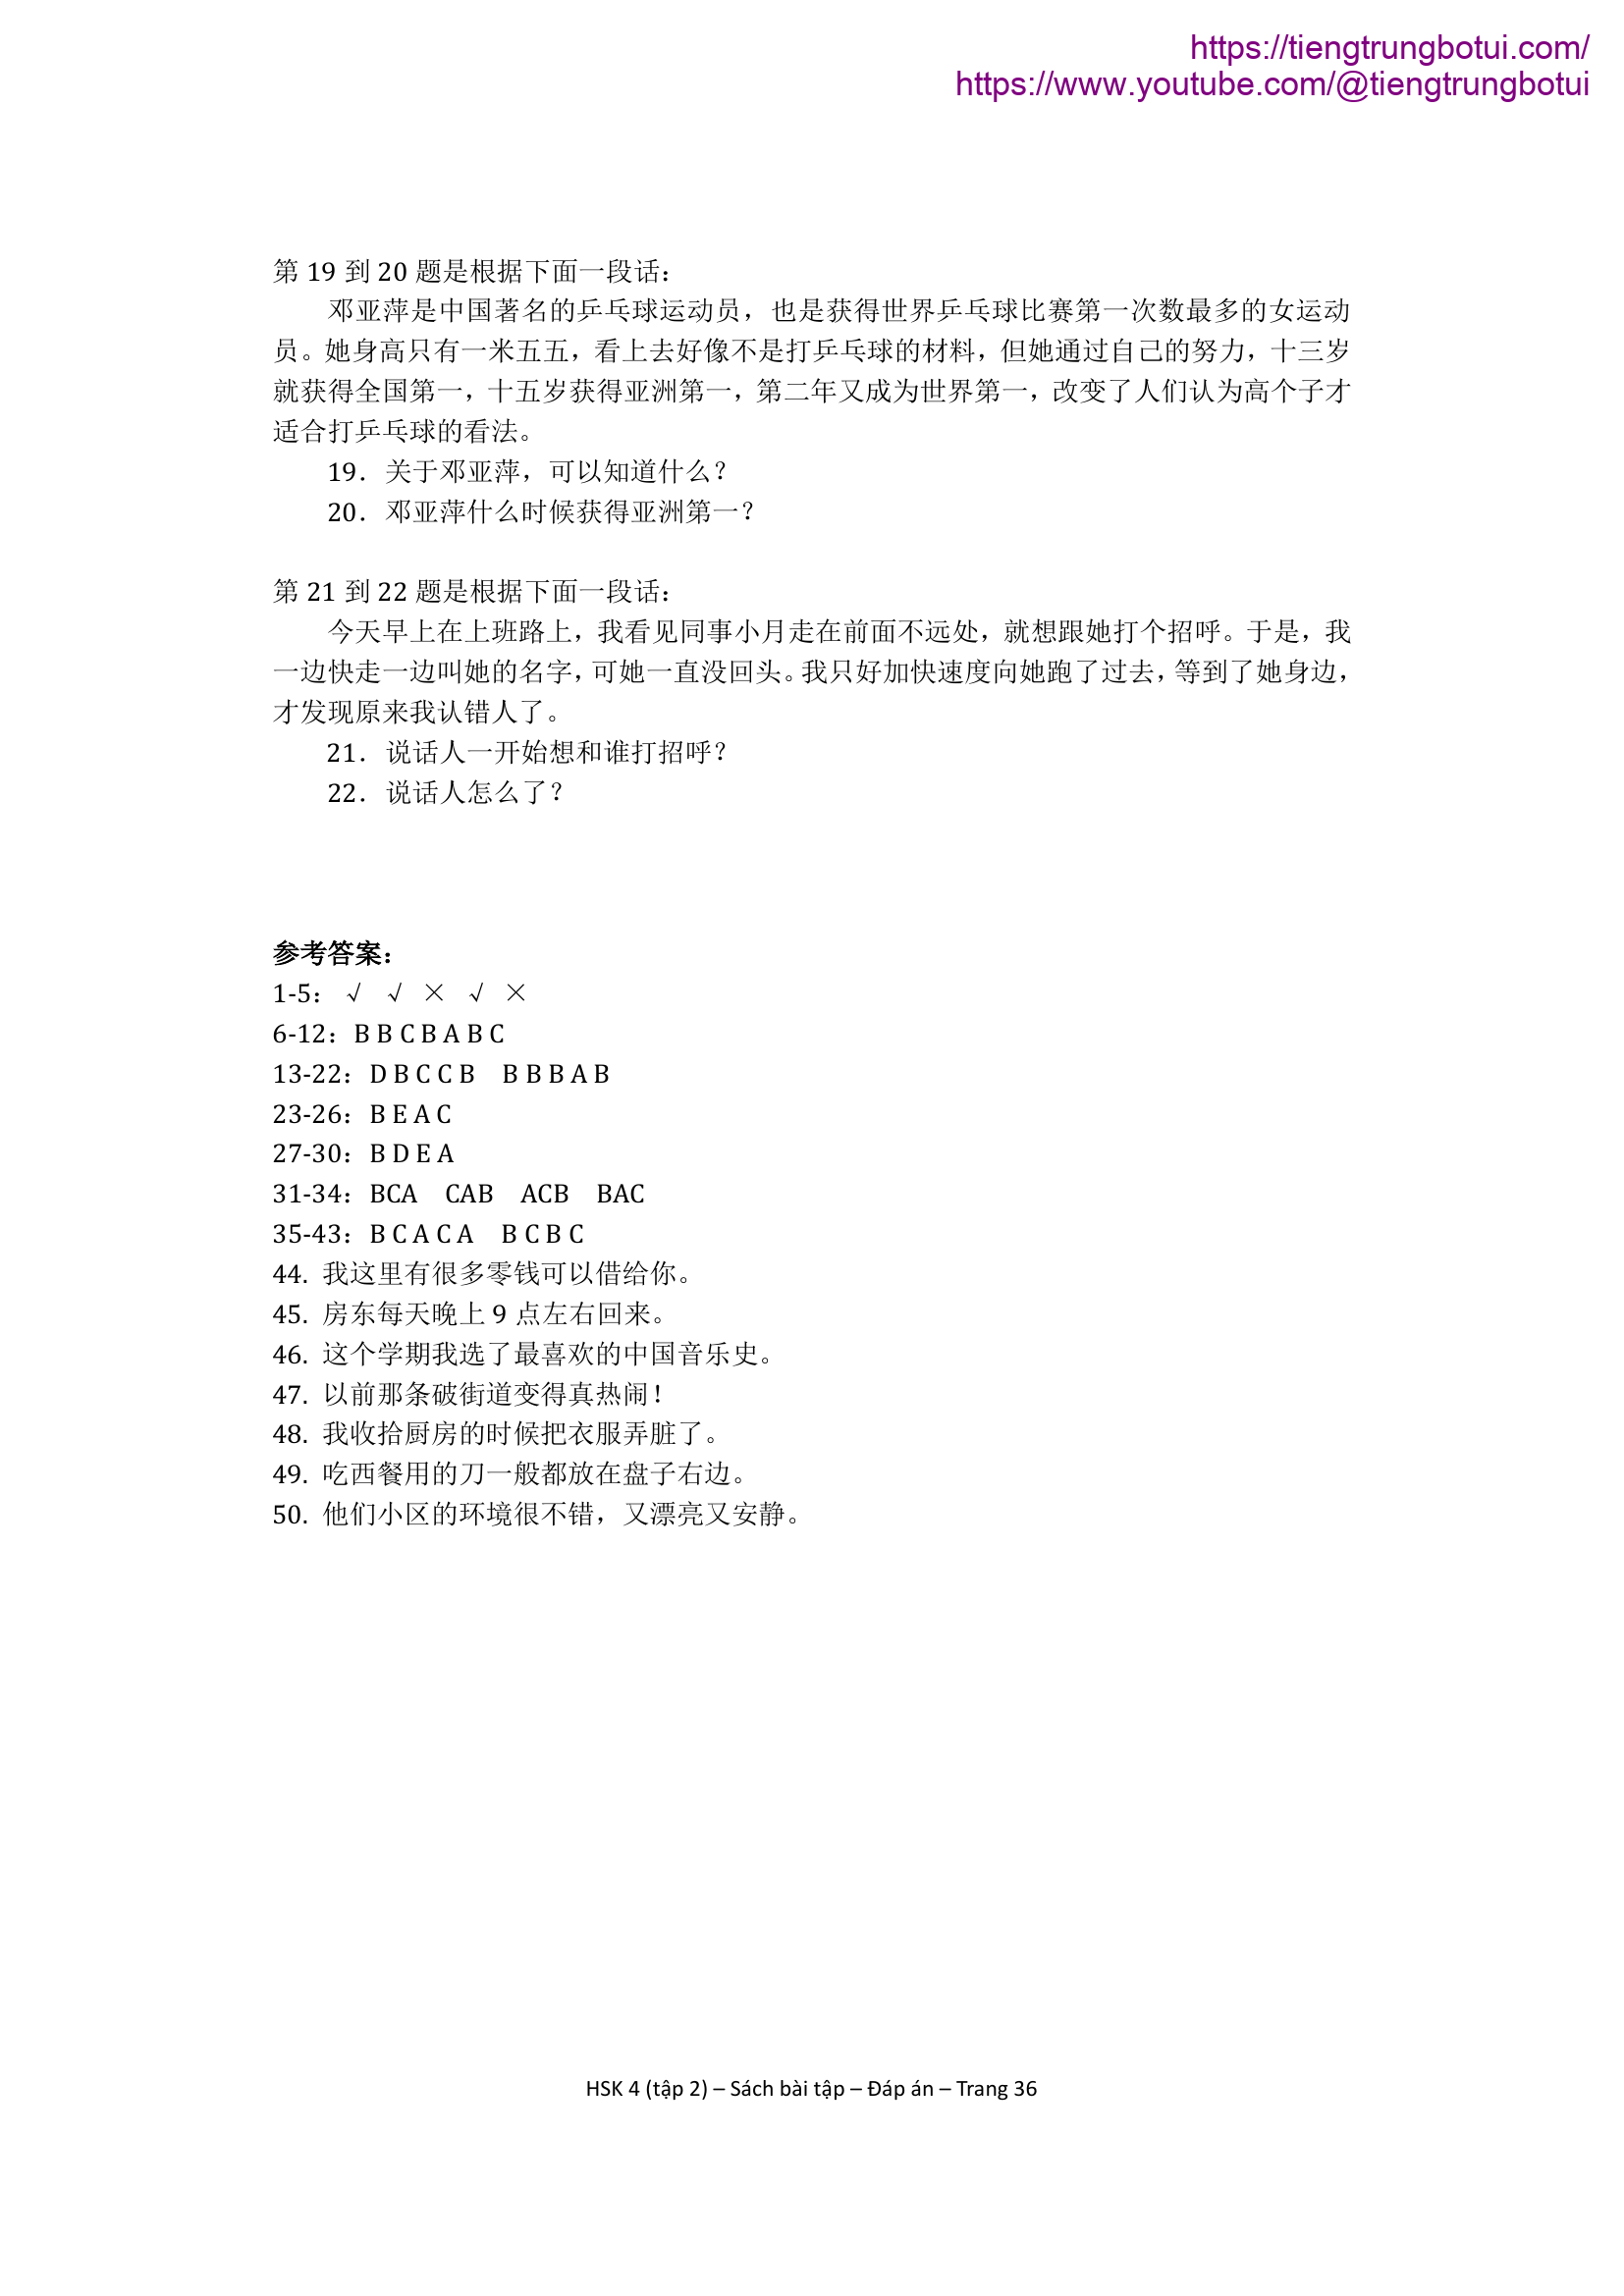 https://tiengtrungbotui.com/
https://www.youtube.com/@tiengtrungbotui
第 19 到 20 题是根据下面一段话：
邓亚萍是中国著名的乒乓球运动员，也是获得世界乒乓球比赛第一次数最多的女运动
员。她身高只有一米五五，看上去好像不是打乒乓球的材料，但她通过自己的努力，十三岁
就获得全国第一，十五岁获得亚洲第一，第二年又成为世界第一，改变了人们认为高个子才
适合打乒乓球的看法。
19．关于邓亚萍，可以知道什么？
20．邓亚萍什么时候获得亚洲第一？
第 21 到 22 题是根据下面一段话：
今天早上在上班路上，我看见同事小月走在前面不远处，就想跟她打个招呼。于是，我
一边快走一边叫她的名字，可她一直没回头。我只好加快速度向她跑了过去，等到了她身边，
才发现原来我认错人了。
21．说话人一开始想和谁打招呼？
22．说话人怎么了？
参考答案：
1-5：√ √ × √ ×
6-12：B B C B A B C
13-22：D B C C B B B B A B
23-26：B E A C
27-30：B D E A
31-34：BCA CAB ACB BAC
35-43：B C A C A B C B C
44. 我这里有很多零钱可以借给你。
45. 房东每天晚上 9 点左右回来。
46. 这个学期我选了最喜欢的中国音乐史。
47. 以前那条破街道变得真热闹！
48. 我收拾厨房的时候把衣服弄脏了。
49. 吃西餐用的刀一般都放在盘子右边。
50. 他们小区的环境很不错，又漂亮又安静。
HSK 4 (tập 2) – Sách bài tập – Đáp án – Trang 36